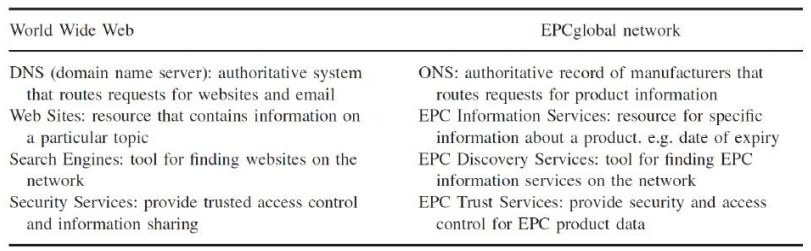 World Wide Web
EPCglobal network
DNS (domain name server): authoritative system
that routes requests for websites and email
Web Sites: resource that contains information on
a particular topic
Search Engines: tool for finding websites on the
network
Security Services: provide trusted access control
and information sharing
ONS: authoritative record of manufacturers that
routes requests for product information
EPC Information Services: resource for specific
information about a product. e.g. date of expiry
EPC Discovery Services: tool for finding EPC
information services on the network
EPC Trust Services: provide security and access
control for EPC product data